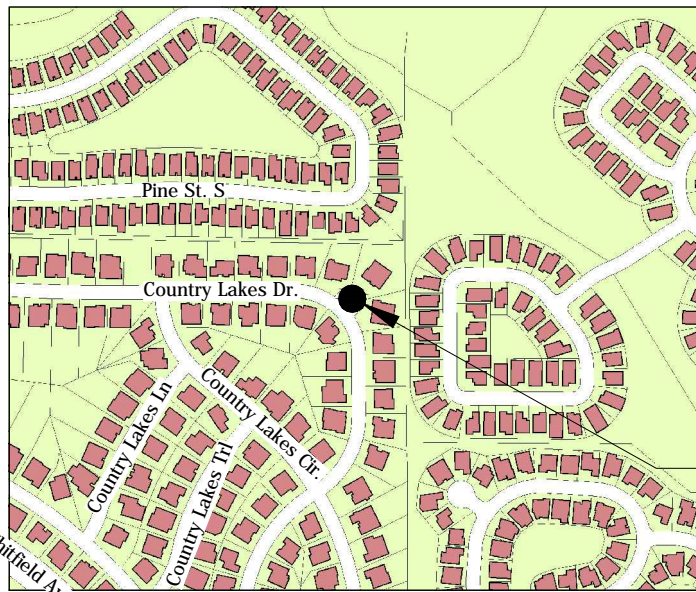 Pine St. S
Country Lakes Dr.
Country Lakes Ln
Country Lakes Cir.
Country Lakes Trl